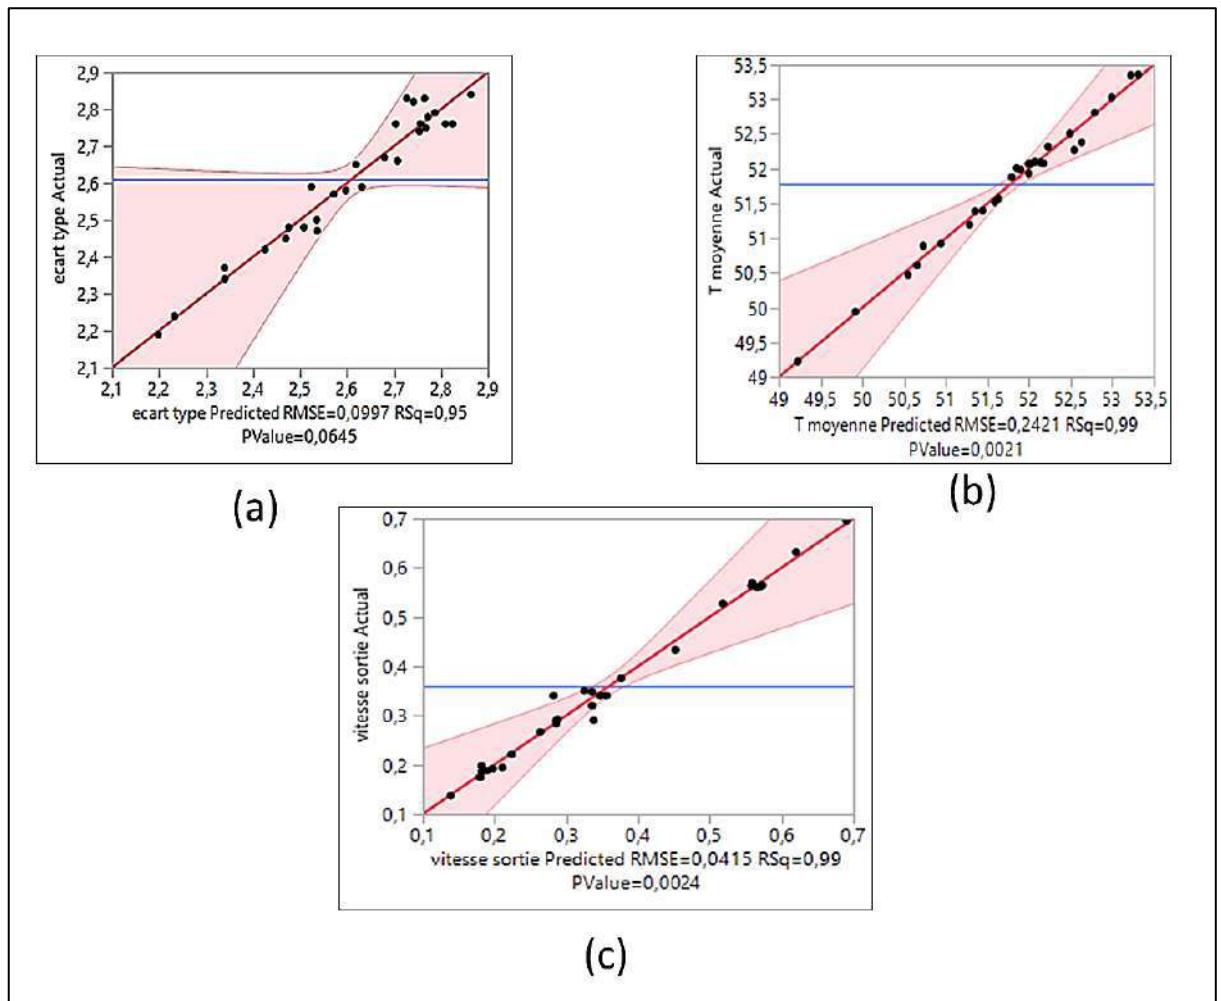 2,9
2,8
2,7
2,6
2,5
2,4
2,3
2,2
2,1
ecart type Actual
2,1 2,2 2,3 2,4 2,5 2,6 2,7 2,8 2,9
ecart type Predicted RMSE=0,0997 RSq=0,95
PValue=0,0645
(a)
53,5
53
52,5
52
51,5
51
50,5
50
49,5
49
T moyenne Actual
49 49,5 50 50,5 51 51,5 52 52,5 53 53,5
T moyenne Predicted RMSE=0,2421 RSq=0,99
PValue=0,0021
(b)
0,7
0,6
0,5
0,4
0,3
0,2
0,1
vitesse sortie Actual
0,1 0,2 0,3 0,4 0,5 0,6 0,7
vitesse sortie Predicted RMSE=0,0415 RSq=0,99
PValue=0,0024
(c)